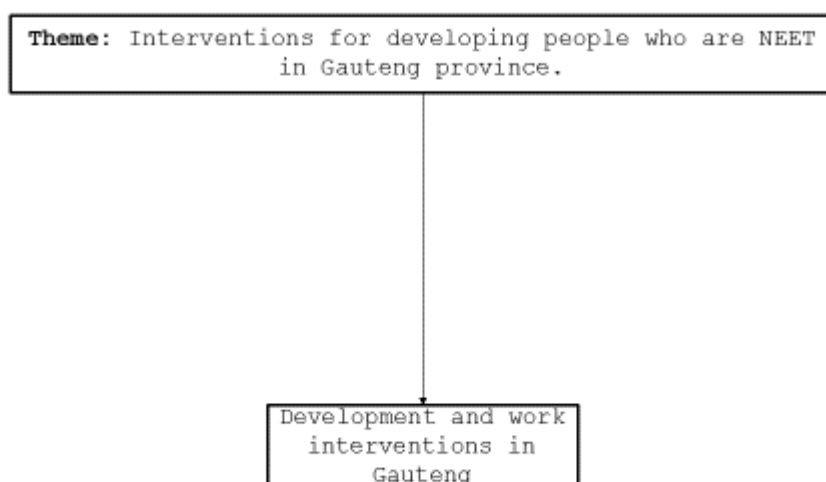 Theme: Interventions for developing people who are NEET
in Gauteng province.
Development and work
interventions in
Gauteng